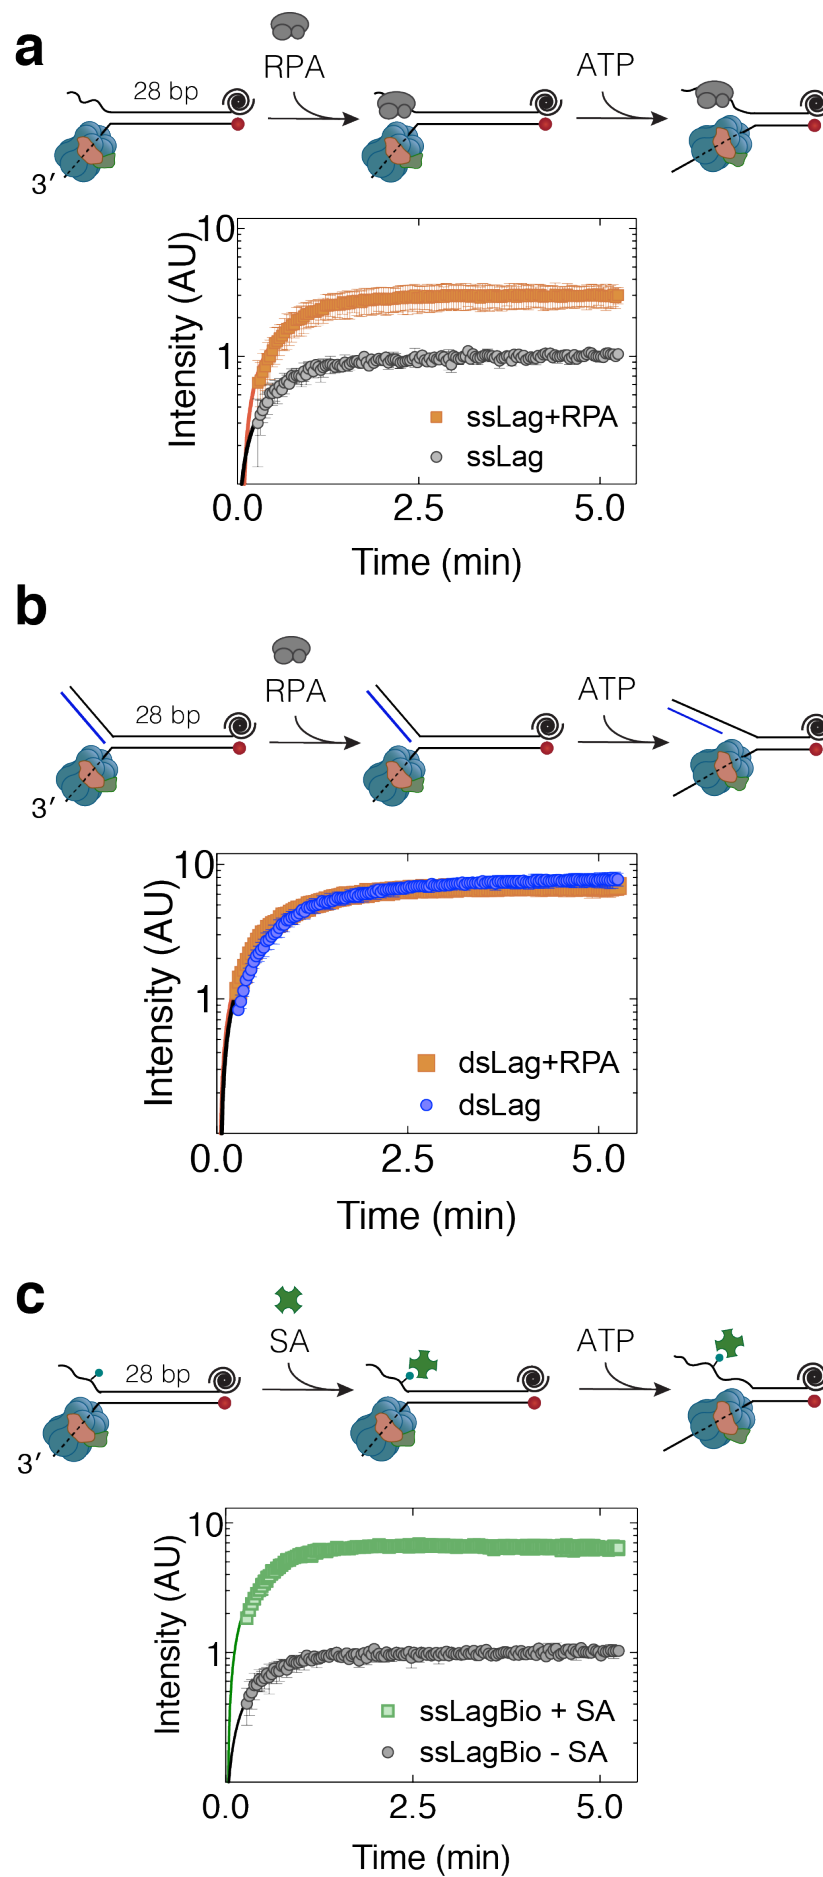 a
RPA
28 bp
ATP
3′
10
1
Intensity (AU)
ssLag+RPA
ssLag
0.0 2.5 5.0
Time (min)
b
RPA
28 bp
ATP
3′
10
1
Intensity (AU)
dsLag+RPA
dsLag
0.0 2.5 5.0
Time (min)
c
SA
28 bp
ATP
3′
10
1
Intensity (AU)
ssLagBio + SA
ssLagBio - SA
0.0 2.5 5.0
Time (min)